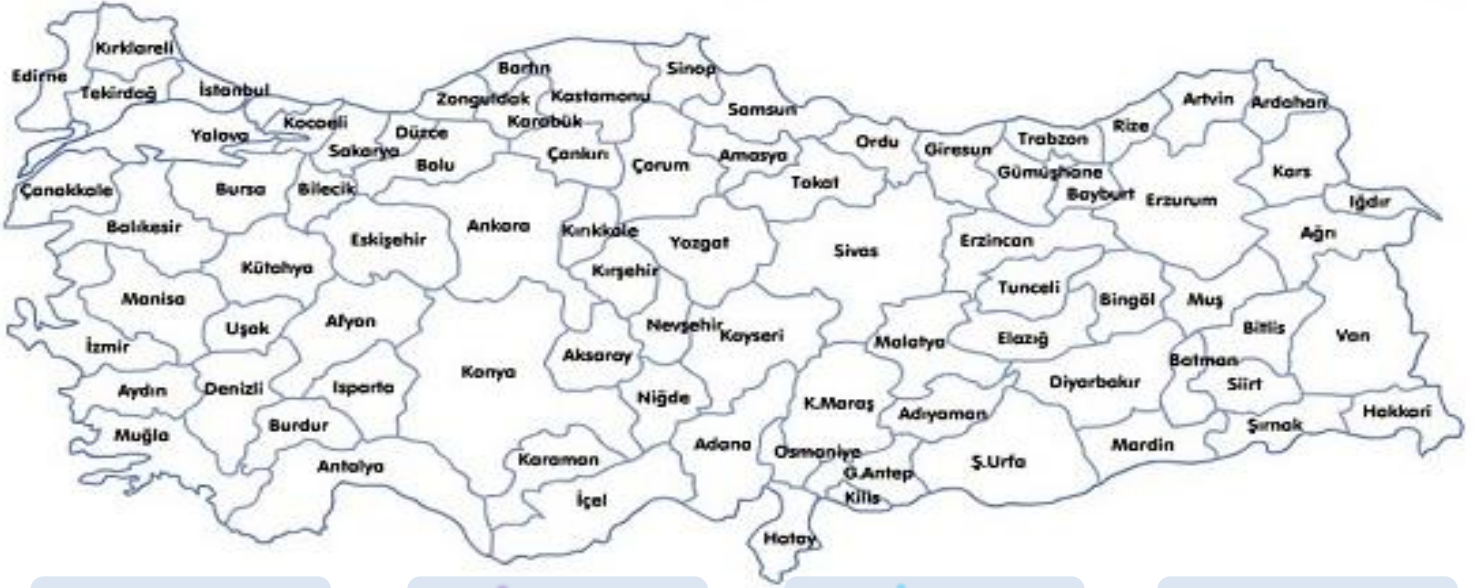 Kırklareli
Edirne
Tekirdağ
İstanbul
Yalova
Kocaeli
Sakarya
Düzce
Bolu
Zonguldak
Bartın
Karabük
Kastamonu
Sinop
Samsun
Çankırı
Çorum
Amasya
Tokat
Ordu
Giresun
Trabzon
Rize
Artvin
Ardahan
Gümüşhane
Bayburt
Erzurum
Kars
Iğdır
Ağrı
Çanakkale
Balıkesir
Bursa
Bilecik
Eskişehir
Ankara
Kırıkkale
Kırşehir
Yozgat
Sivas
Erzincan
Tunceli
Bingöl
Muş
Bitlis
Van
Kütahya
Manisa
Uşak
Afyon
İzmir
Aydın
Denizli
Isparta
Burdur
Muğla
Antalya
Konya
Aksaray
Nevşehir
Kayseri
Niğde
Karaman
İçel
Adana
K.Maraş
Osmaniye
G.Antep
Kilis
Hatay
Malatya
Elazığ
Adıyaman
Ş.Urfa
Diyarbakır
Mardin
Batman
Siirt
Şırnak
Hakkari